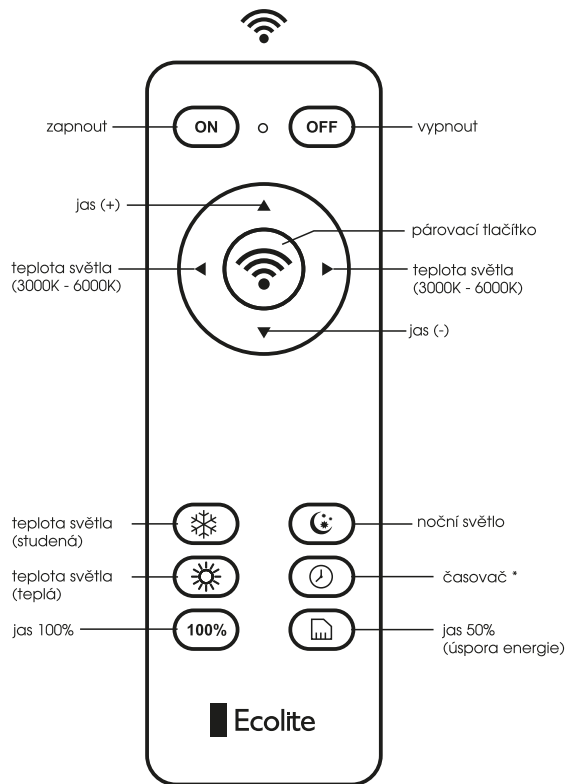 zapnout
ON
OFF
vypnout
jas (+)
párovací tlačítko
teplota světla
(3000K - 6000K)
teplota světla
(3000K - 6000K)
jas (-)
teplota světla
(studená)
noční světlo
teplota světla
(teplá)
časovač *
jas 100%
100%
jas 50%
(úspora energie)
Ecolite